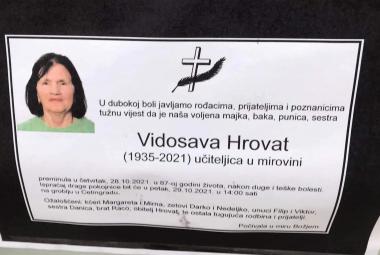 U dubokoj boli javljamo rođacima, prijateljima i poznanicima
tužnu vijest da je naša voljena majka, baka, punica, sestra
Vidosava Hrovat
(1935-2021) učiteljica u mirovini
preminula u četvrtak, 28.10.2021. u 87-oj godini života, nakon duge i teške bolesti.
Ispraćaj drage pokojnice bit će u petak, 29.10.2021. u 14:00 sati
na groblju u Cetingradu.
Ožalošćeni: kćeri Margareta i Mirna, zetovi Darko i Nedeljko, unuci Filip i Viktor,
sestra Danica, brat Raco, obitelj Hrovat, te ostala tugujuća rodbina i prijatelji.
Počivala u miru Božjem.